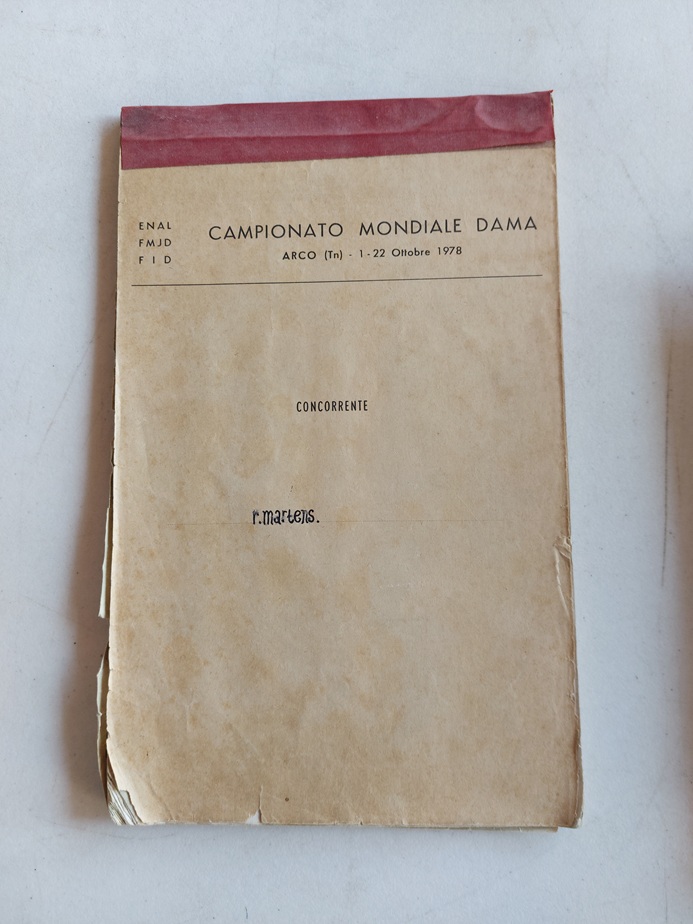 ENAL
FMJD
F I D
CAMPIONATO MONDIALE DAMA
ARCO (Tn) - 1-22 Ottobre 1978
CONCORRENTE
r.martens.